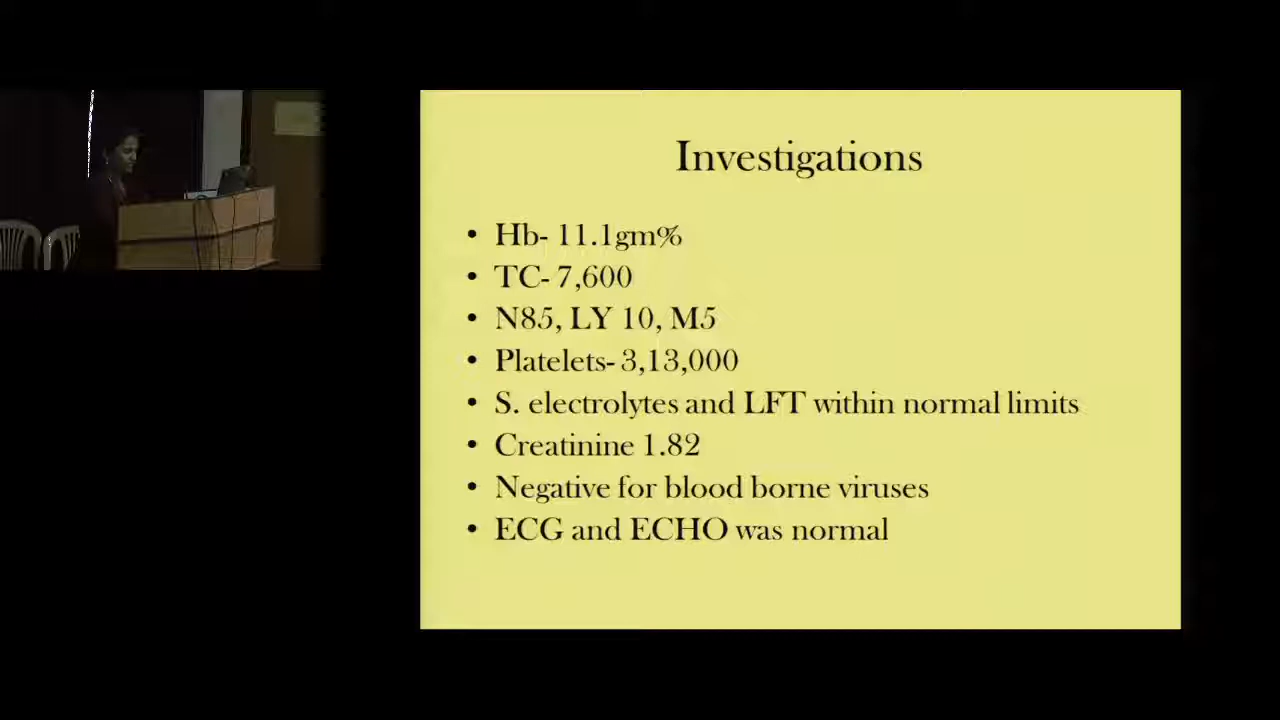 Investigations
• Hb- 11.1gm%
• TC- 7,600
• N85, LY 10, M5
• Platelets- 3,13,000
• S. electrolytes and LFT within normal limits
• Creatinine 1.82
• Negative for blood borne viruses
• ECG and ECHO was normal